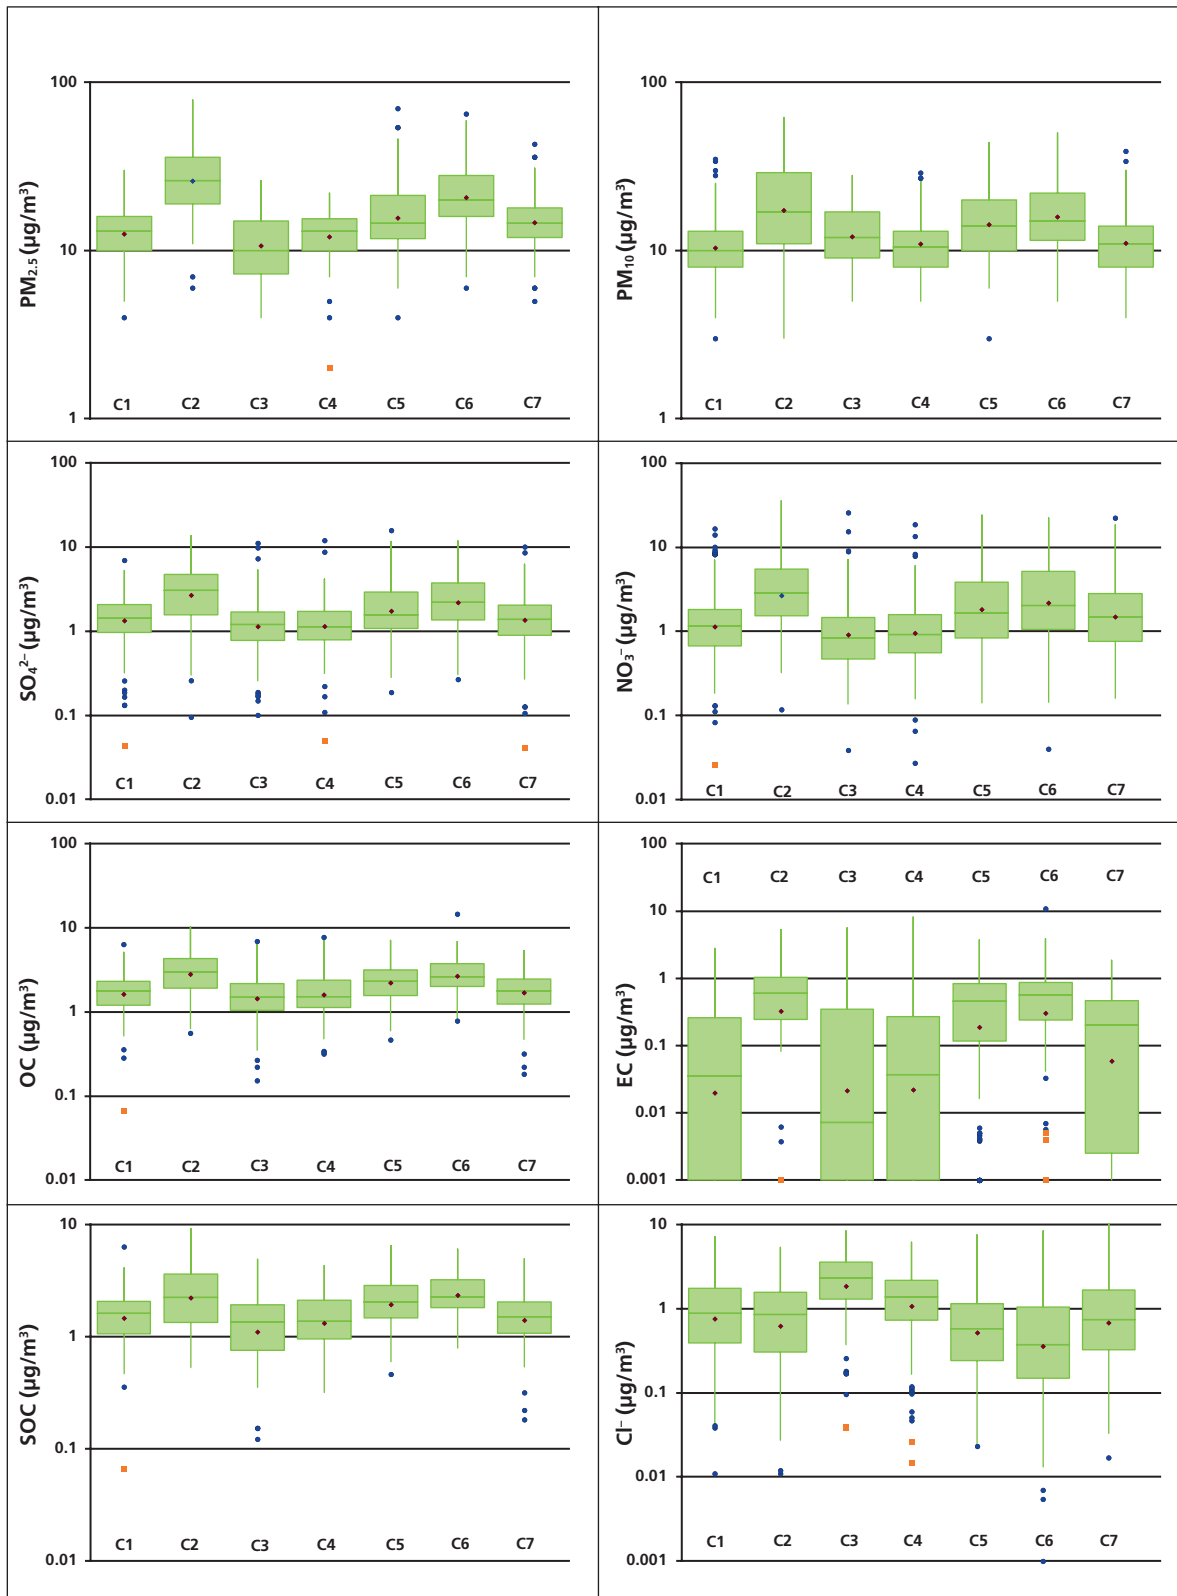 100
10
1
PM2.5 (µg/m³)
C1 C2 C3 C4 C5 C6 C7
100
10
1
PM10 (µg/m³)
C1 C2 C3 C4 C5 C6 C7
100
10
1
0.1
0.01
SO4²⁻ (µg/m³)
C1 C2 C3 C4 C5 C6 C7
100
10
1
0.1
0.01
NO3⁻ (µg/m³)
C1 C2 C3 C4 C5 C6 C7
100
10
1
0.1
0.01
OC (µg/m³)
C1 C2 C3 C4 C5 C6 C7
100
10
1
0.1
0.01
0.001
EC (µg/m³)
C1 C2 C3 C4 C5 C6 C7
10
1
0.1
0.01
SOC (µg/m³)
C1 C2 C3 C4 C5 C6 C7
10
1
0.1
0.01
0.001
Cl⁻ (µg/m³)
C1 C2 C3 C4 C5 C6 C7